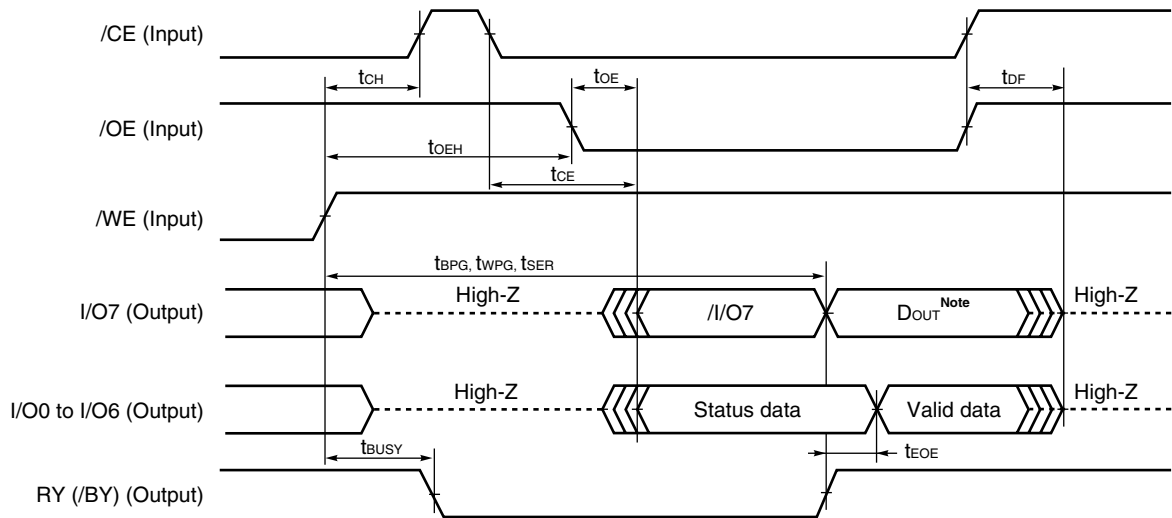 /CE (Input)
tCH
tOE
tDF
/OE (Input)
tOEH
tCE
/WE (Input)
tBPG, tWPG, tSER
I/O7 (Output)
High-Z
/I/O7
DOUT Note
High-Z
I/O0 to I/O6 (Output)
High-Z
Status data
Valid data
High-Z
tBUSY
tEOE
RY (/BY) (Output)